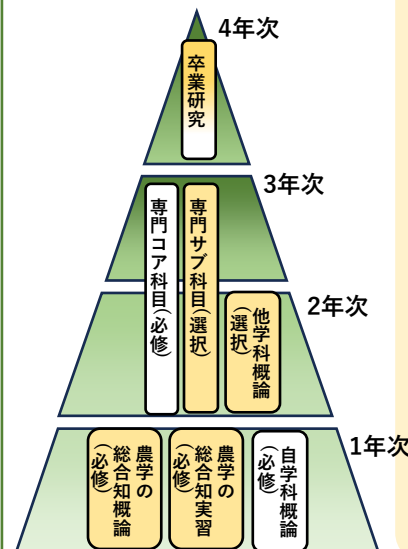 4年次
卒業研究
3年次
専門コア科目(必修)
専門サブ科目(選択)
2年次
他学科概論
(選択)
1年次
農学の
総合知概論
(必修)
農学の
総合知実習
(必修)
自学科概論
(必修)